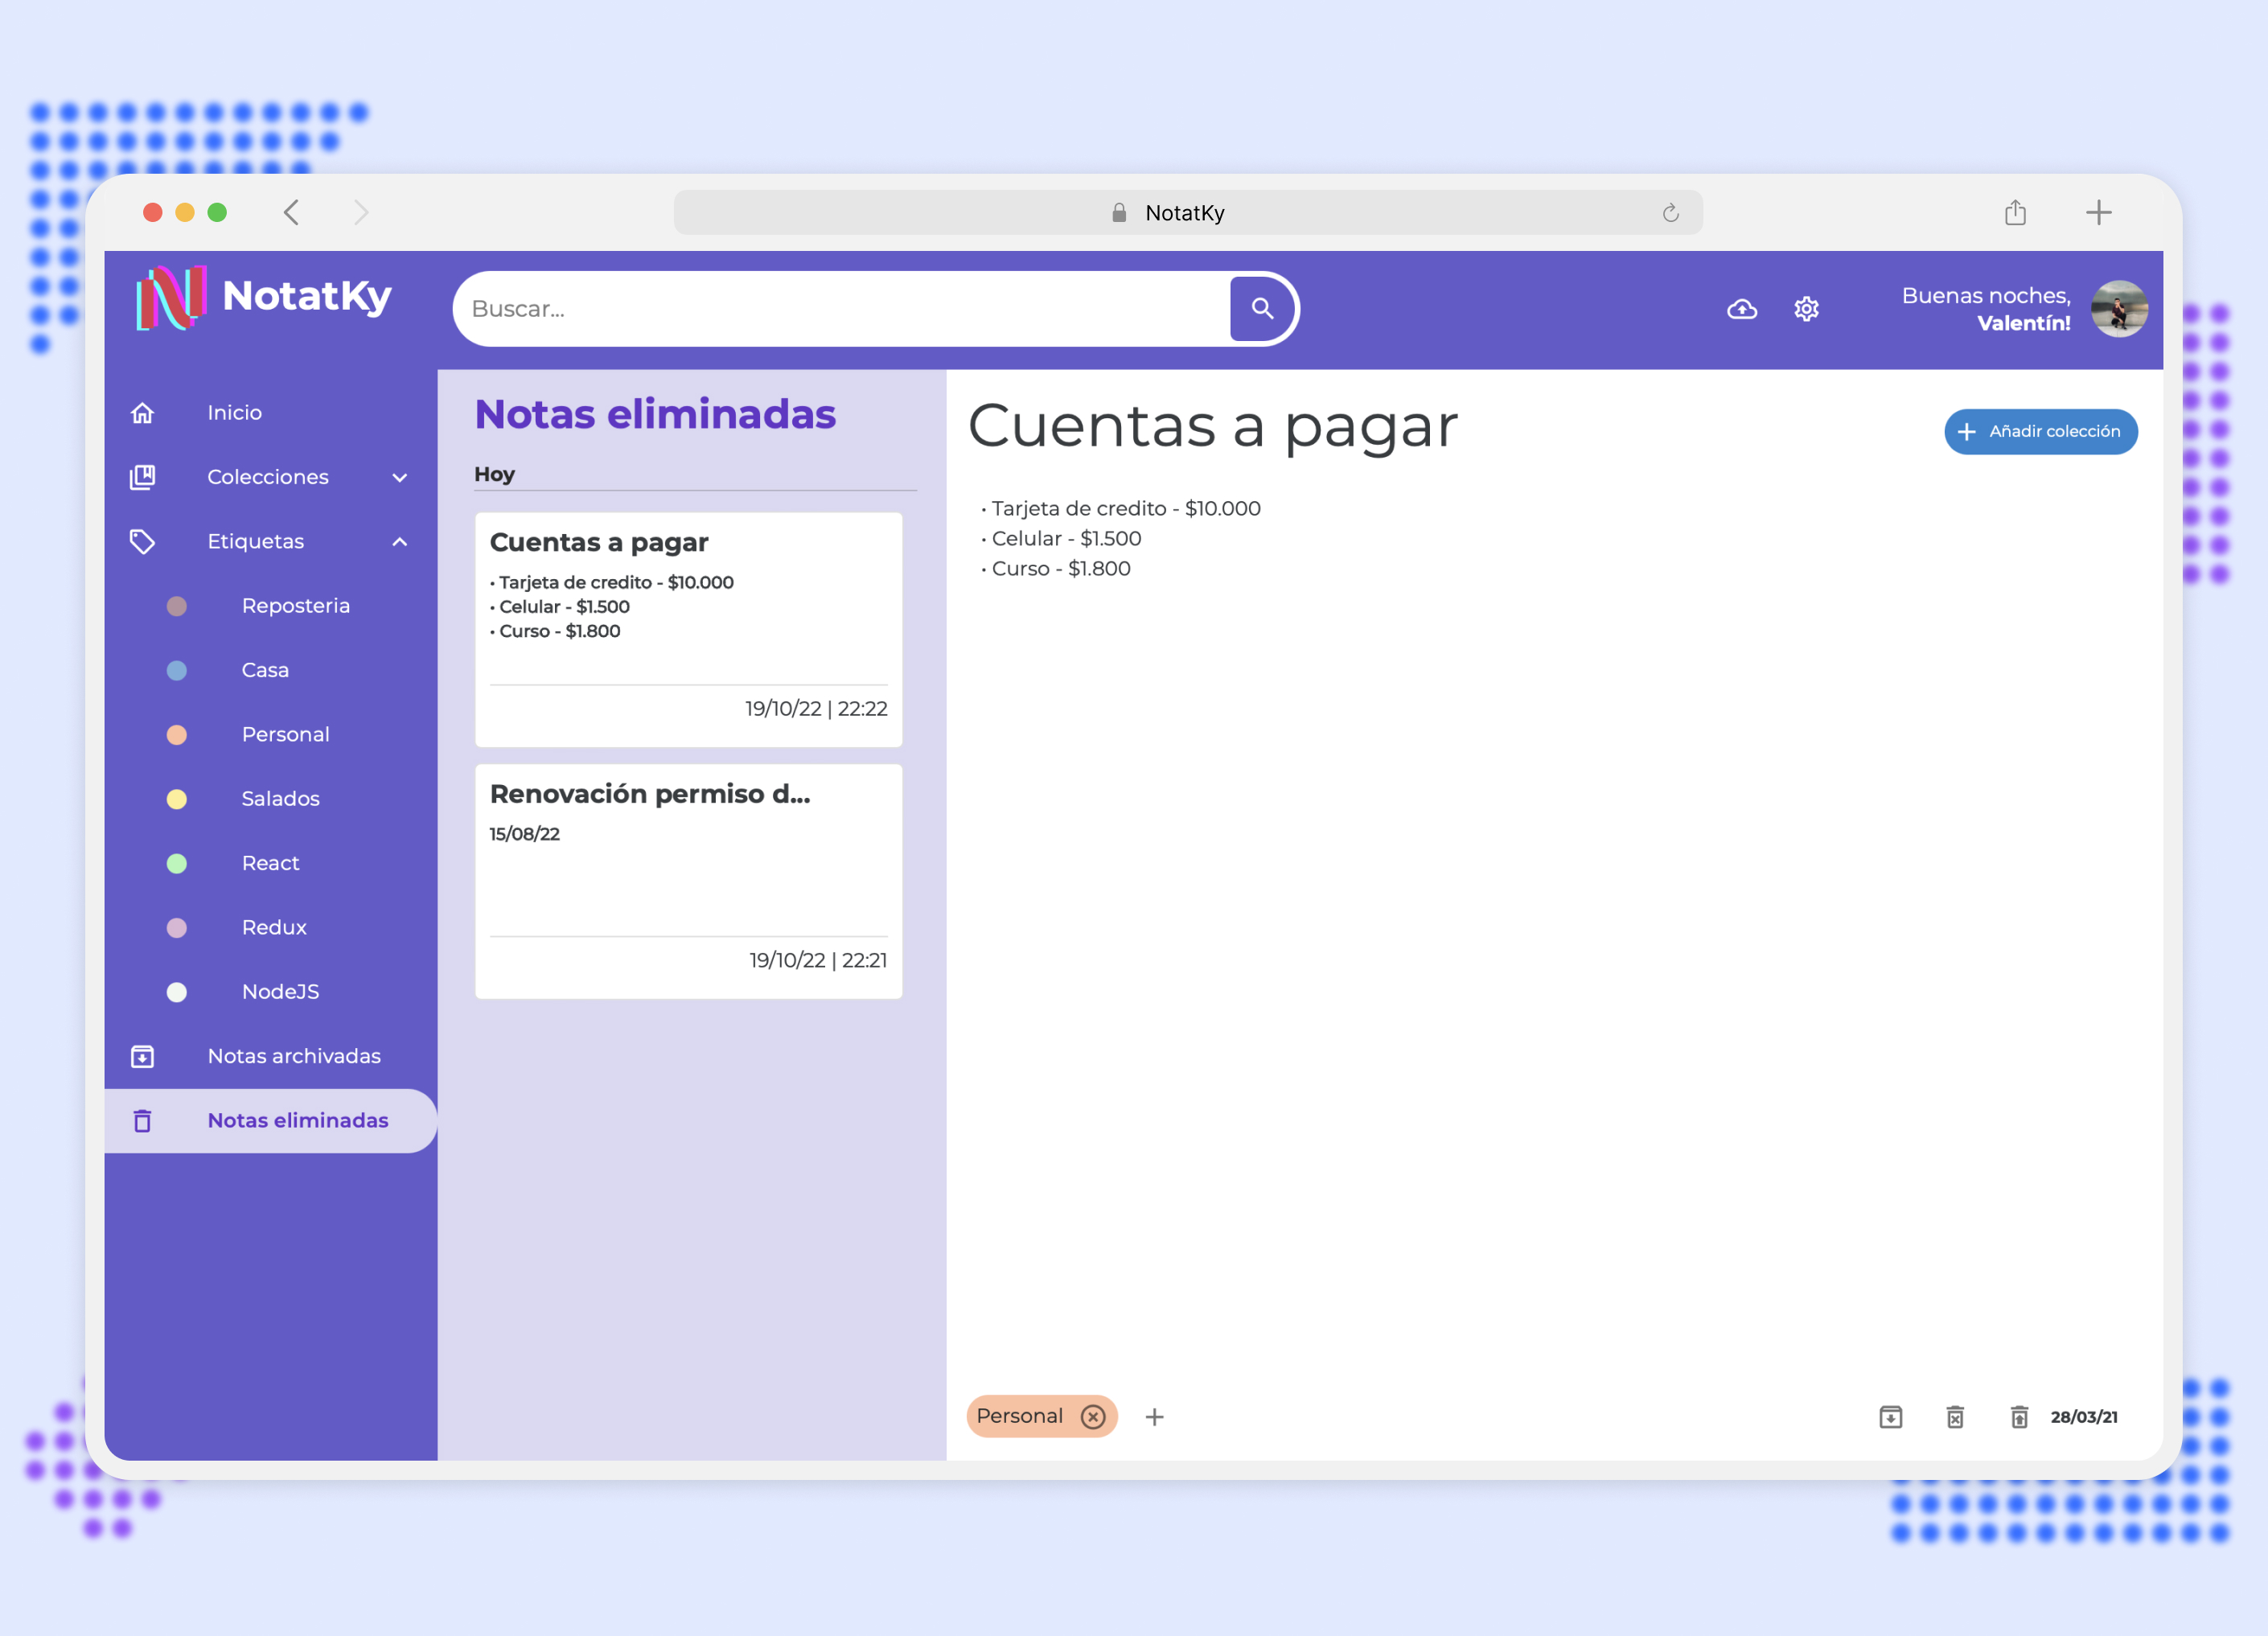 NotatKy
NotatKy
Buscar...
Buenas noches,
Valentín!
Inicio
Colecciones
Etiquetas
Reposteria
Casa
Personal
Salados
React
Redux
NodeJS
Notas archivadas
Notas eliminadas
Notas eliminadas
Hoy
Cuentas a pagar
• Tarjeta de credito - $10.000
• Celular - $1.500
• Curso - $1.800
19/10/22 | 22:22
Renovación permiso d...
15/08/22
19/10/22 | 22:21
Cuentas a pagar
Añadir colección
• Tarjeta de credito - $10.000
• Celular - $1.500
• Curso - $1.800
Personal
28/03/21